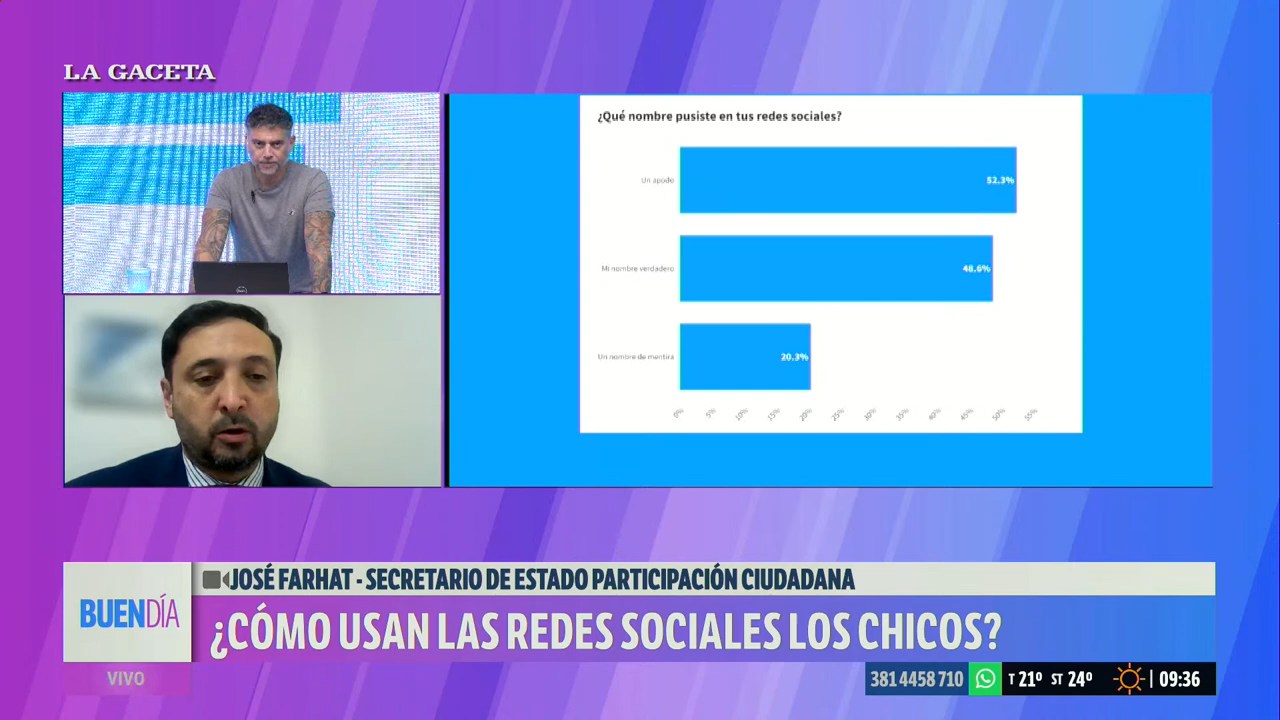 LA GACETA
¿Qué nombre pusiste en tus redes sociales?
Un apodo
52.3%
Mi nombre verdadero
48.6%
Un nombre de mentira
20.3%
0% 5% 10% 15% 20% 25% 30% 35% 40% 45% 50% 55%
JOSÉ FARHAT - SECRETARIO DE ESTADO PARTICIPACIÓN CIUDADANA
BUENDÍA
¿CÓMO USAN LAS REDES SOCIALES LOS CHICOS?
VIVO
381 4458 710 T 21º ST 24º | 09:36